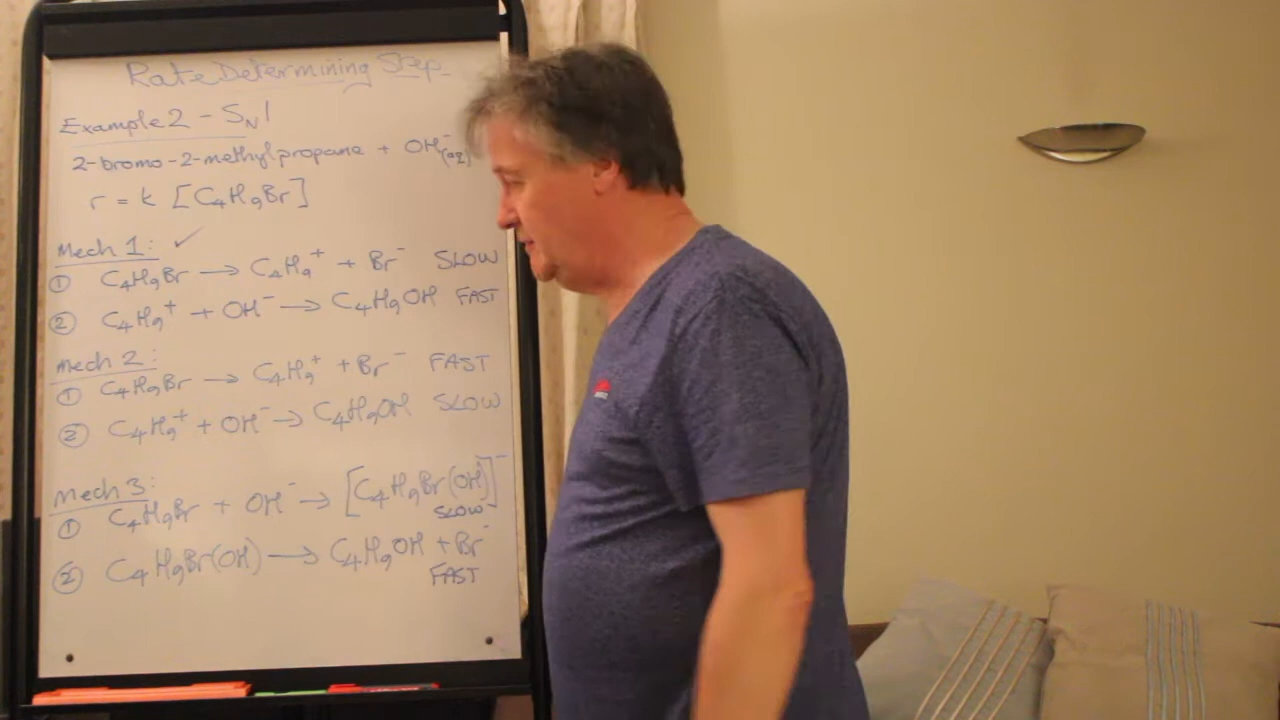 Rate Determining Step
Example 2 - SN1
2-bromo-2-methylpropane + OH⁻(aq)
r = k [C₄H₉Br]
Mech 1: ✓
① C₄H₉Br → C₄H₉⁺ + Br⁻ SLOW
② C₄H₉⁺ + OH⁻ → C₄H₉OH FAST
Mech 2:
① C₄H₉Br → C₄H₉⁺ + Br⁻ FAST
② C₄H₉⁺ + OH⁻ → C₄H₉OH SLOW
Mech 3:
① C₄H₉Br + OH⁻ → [C₄H₉Br(OH)]⁻
SLOW
② C₄H₉Br(OH) → C₄H₉OH + Br⁻
FAST